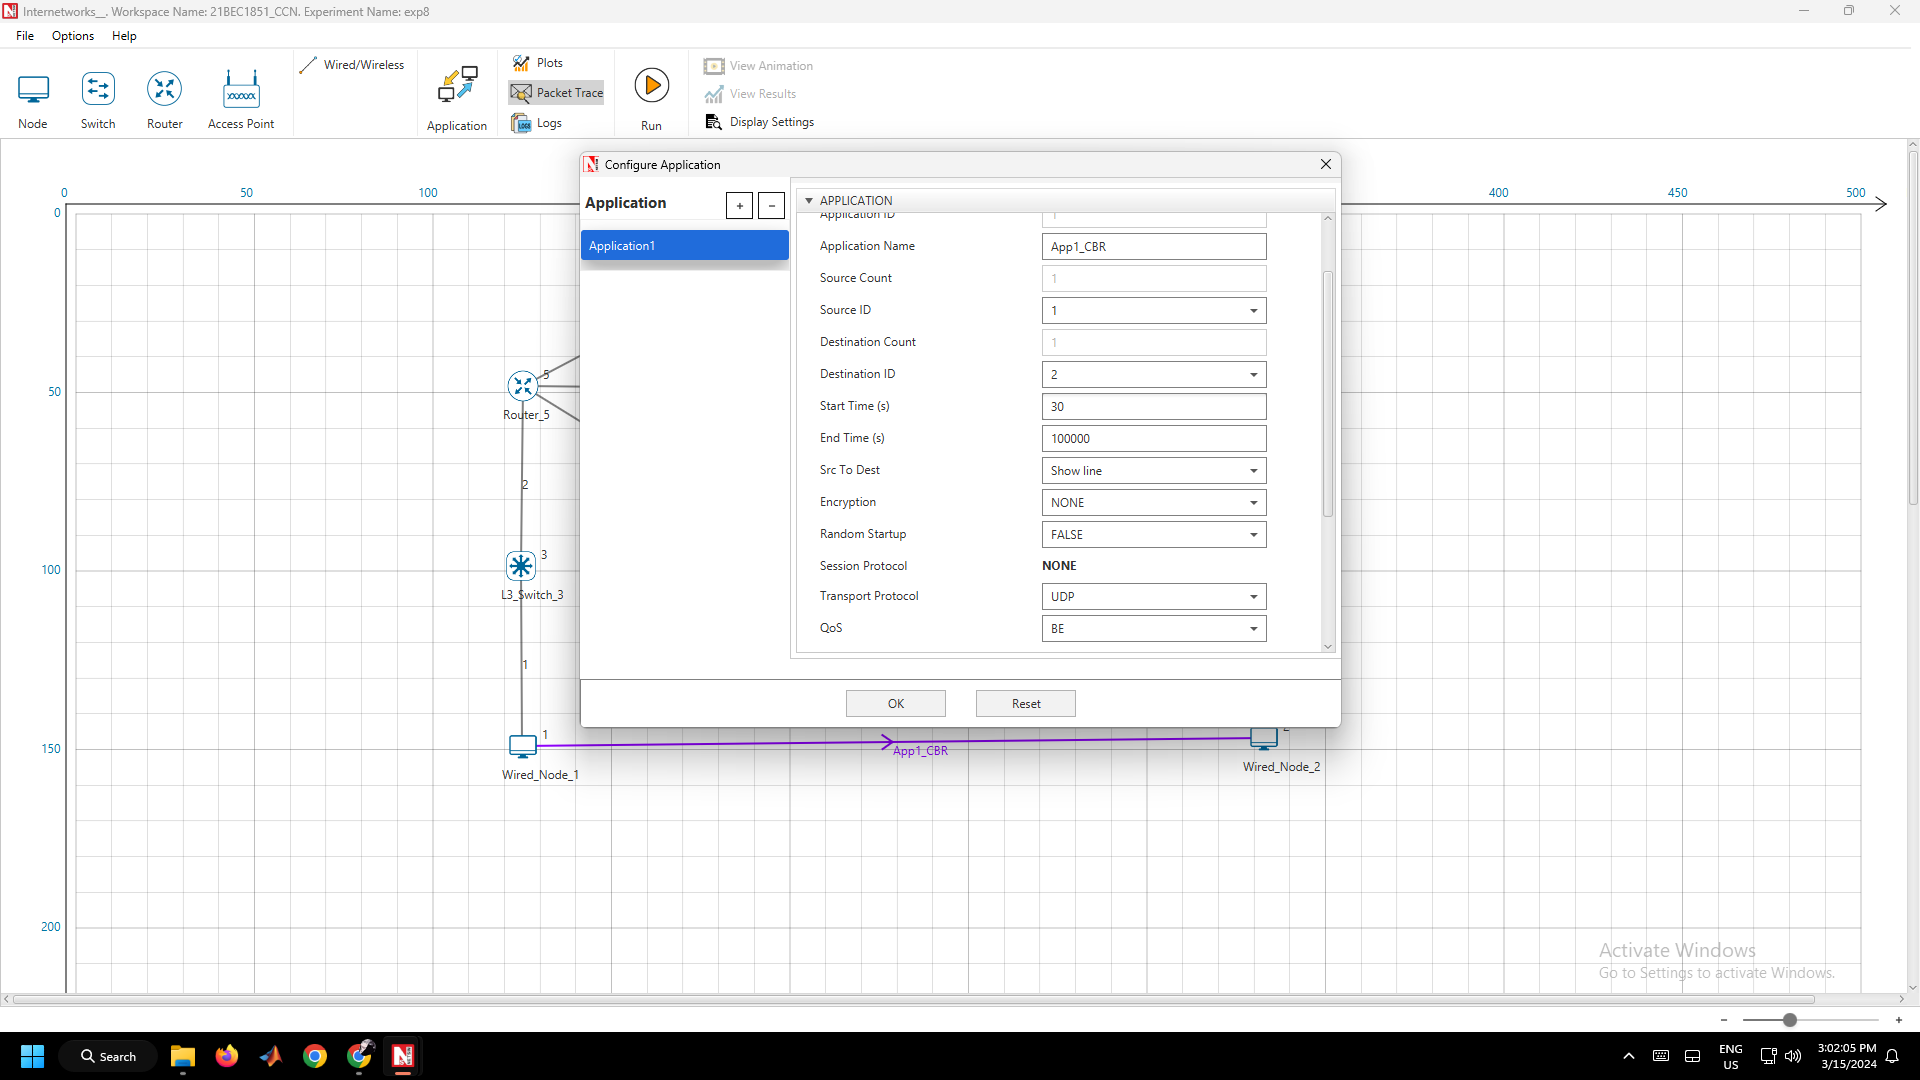 Internetworks_. Workspace Name: 21BEC1851_CCN. Experiment Name: exp8
File Options Help
Node
Switch
Router
Access Point
Wired/Wireless
Application
Plots
Packet Trace
Logs
Run
View Animation
View Results
Display Settings
0 50 100 400 450 500
0
50
100
150
200
5
Router_5
2
3
L3_Switch_3
1
1
Wired_Node_1
App1_CBR
Wired_Node_2
Configure Application
Application + -
Application1
APPLICATION
Application ID 1
Application Name App1_CBR
Source Count 1
Source ID 1
Destination Count 1
Destination ID 2
Start Time (s) 30
End Time (s) 100000
Src To Dest Show line
Encryption NONE
Random Startup FALSE
Session Protocol NONE
Transport Protocol UDP
QoS BE
OK Reset
Activate Windows
Go to Settings to activate Windows.
- +
Search
ENG
US
3:02:05 PM
3/15/2024